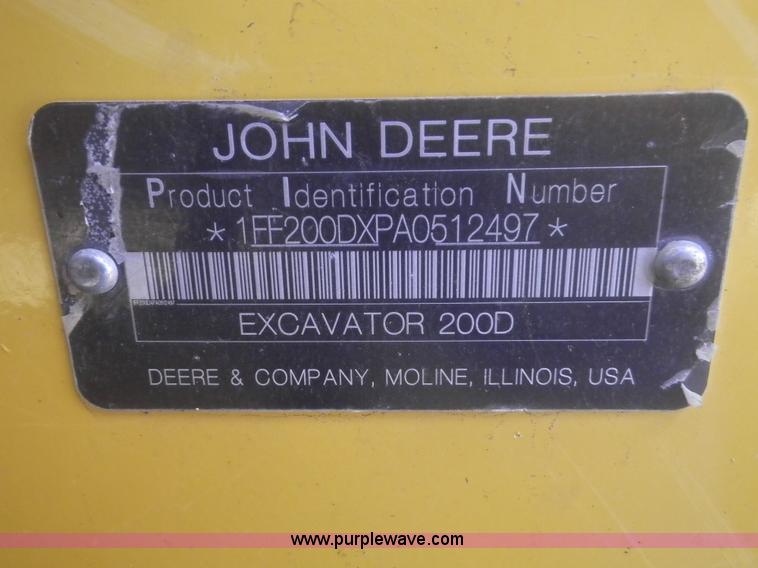 JOHN DEERE
Product Identification Number
*1FF200DXPA0512497*
EXCAVATOR 200D
DEERE & COMPANY, MOLINE, ILLINOIS, USA
www.purplewave.com